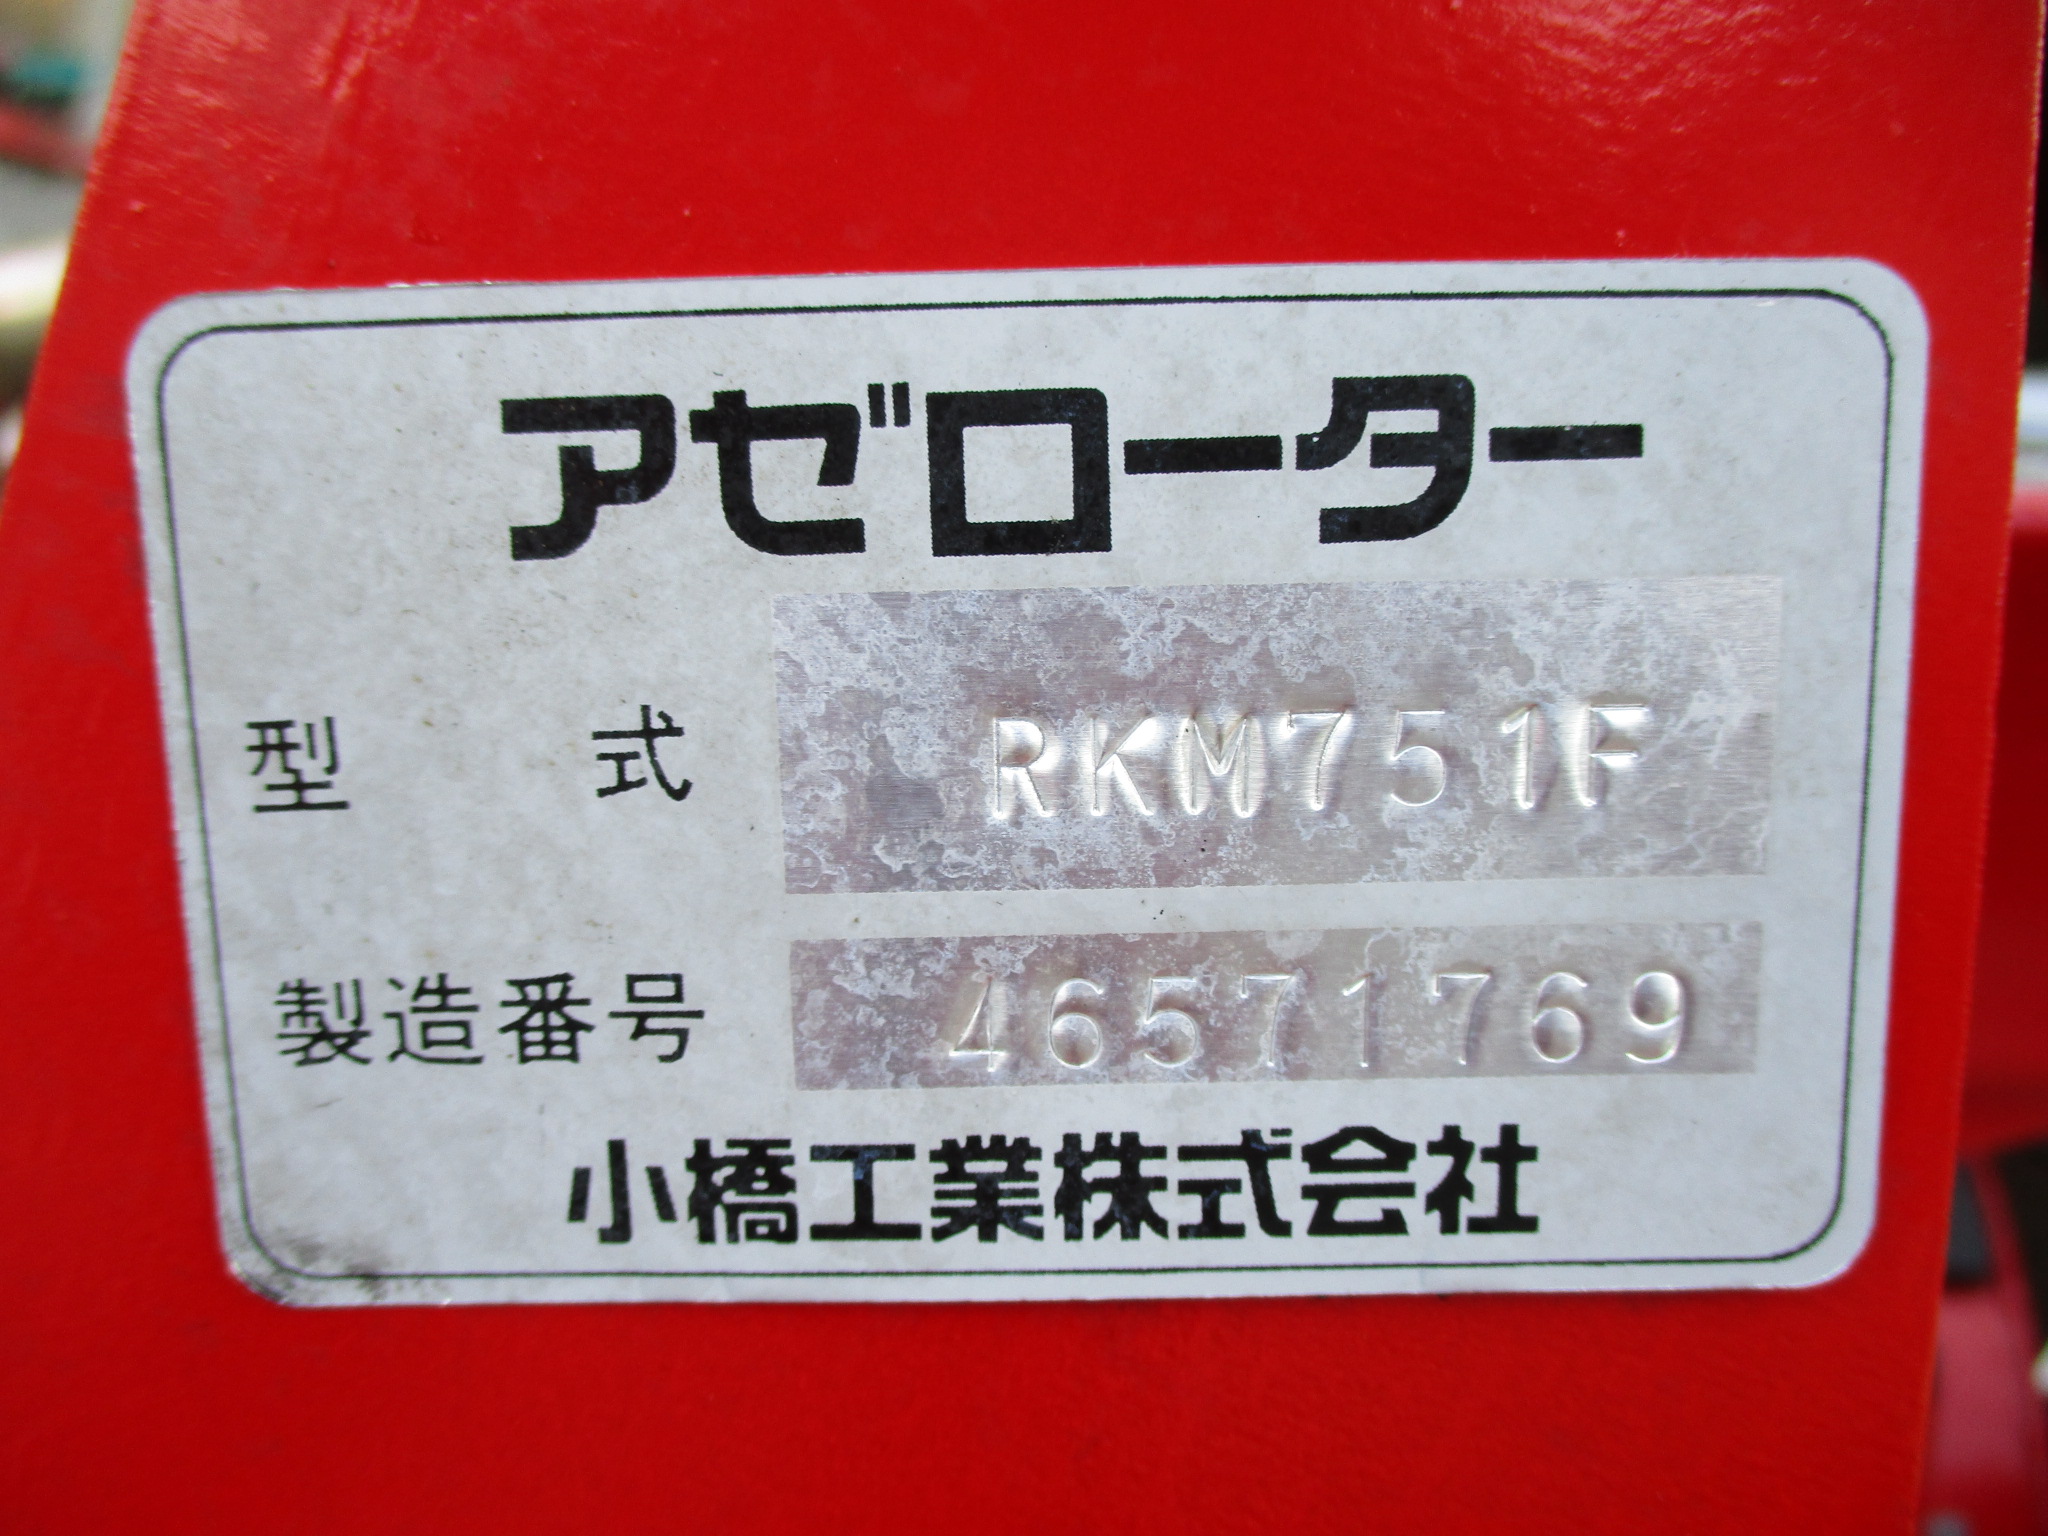 アゼローター
型式 RKM751F
製造番号 46571769
小橋工業株式会社